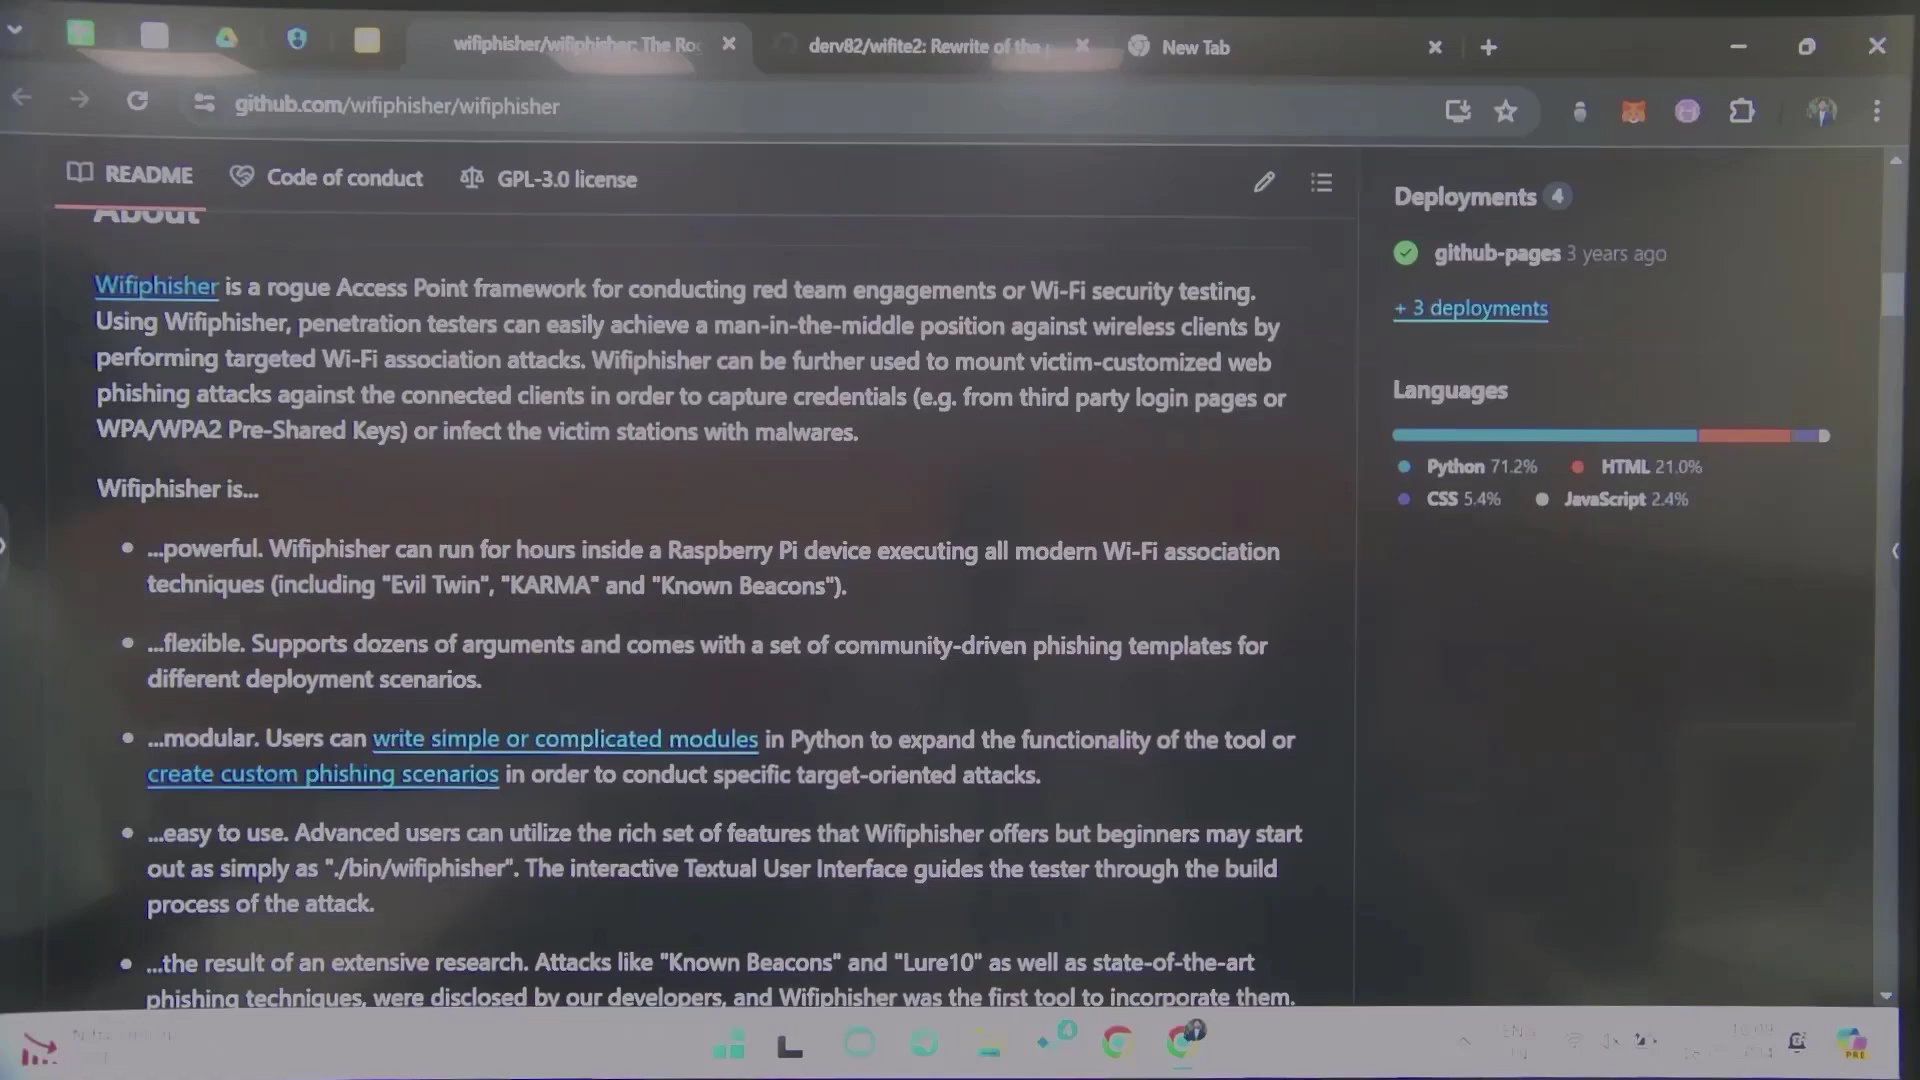 wifiphisher/wifiphisher: The Ro
derv82/wifite2: Rewrite of the
New Tab
github.com/wifiphisher/wifiphisher
README
Code of conduct
GPL-3.0 license
About
Wifiphisher is a rogue Access Point framework for conducting red team engagements or Wi-Fi security testing.
Using Wifiphisher, penetration testers can easily achieve a man-in-the-middle position against wireless clients by
performing targeted Wi-Fi association attacks. Wifiphisher can be further used to mount victim-customized web
phishing attacks against the connected clients in order to capture credentials (e.g. from third party login pages or
WPA/WPA2 Pre-Shared Keys) or infect the victim stations with malwares.
Wifiphisher is...
• ...powerful. Wifiphisher can run for hours inside a Raspberry Pi device executing all modern Wi-Fi association
techniques (including "Evil Twin", "KARMA" and "Known Beacons").
• ...flexible. Supports dozens of arguments and comes with a set of community-driven phishing templates for
different deployment scenarios.
• ...modular. Users can write simple or complicated modules in Python to expand the functionality of the tool or
create custom phishing scenarios in order to conduct specific target-oriented attacks.
• ...easy to use. Advanced users can utilize the rich set of features that Wifiphisher offers but beginners may start
out as simply as "./bin/wifiphisher". The interactive Textual User Interface guides the tester through the build
process of the attack.
• ...the result of an extensive research. Attacks like "Known Beacons" and "Lure10" as well as state-of-the-art
phishing techniques, were disclosed by our developers, and Wifiphisher was the first tool to incorporate them.
Deployments 4
github-pages 3 years ago
+ 3 deployments
Languages
Python 71.2%
HTML 21.0%
CSS 5.4%
JavaScript 2.4%
4
ENG
PRE